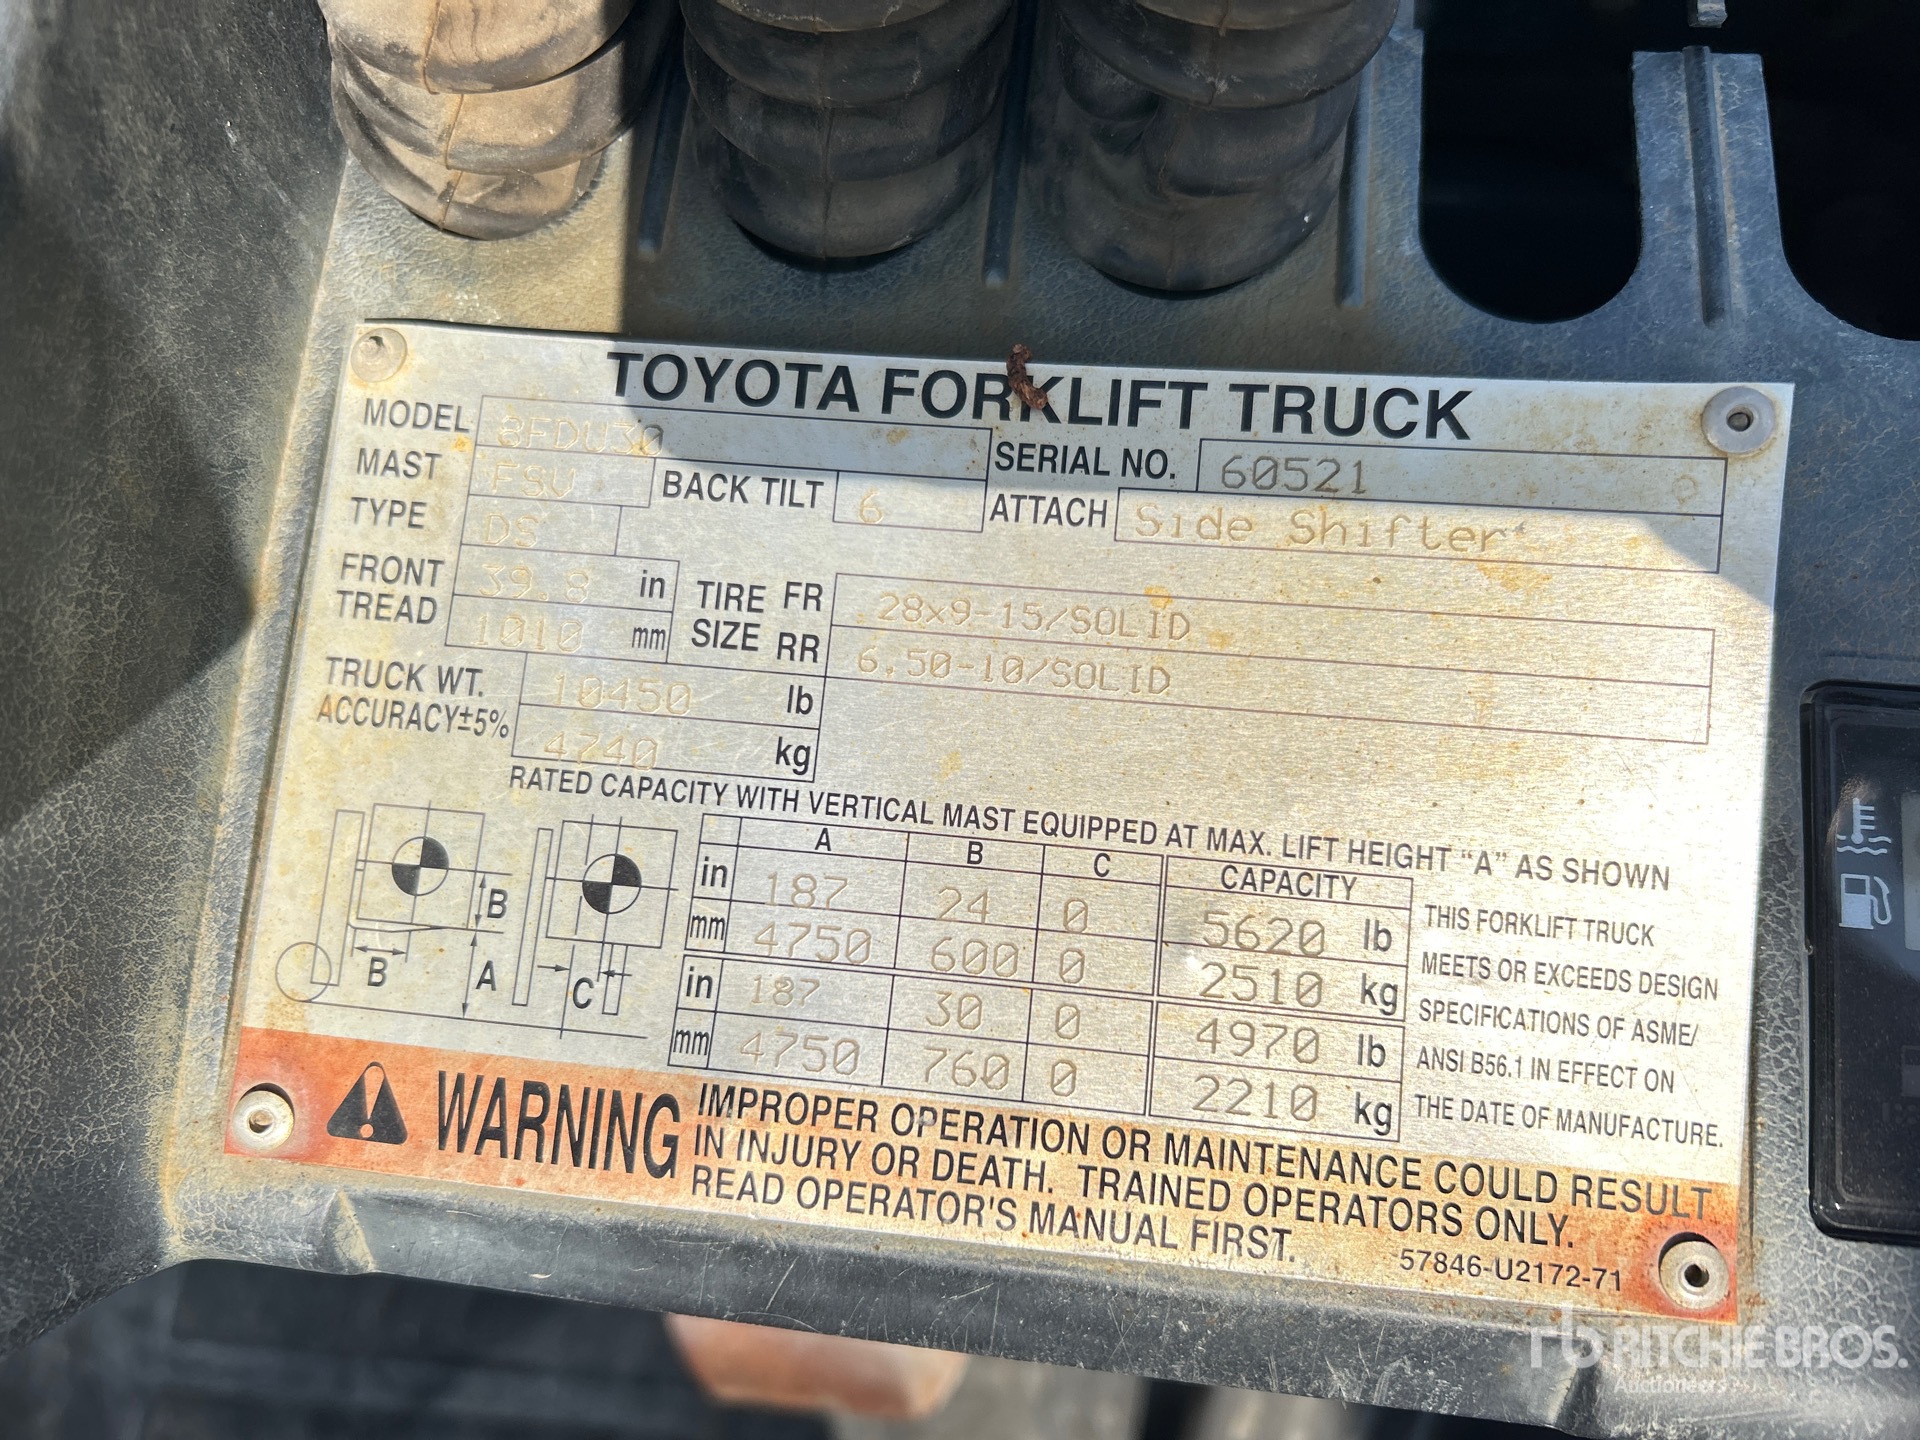 TOYOTA FORKLIFT TRUCK
MODEL 8FDU30 SERIAL NO. 60521
MAST FSV BACK TILT 6 ATTACH Side Shifter
TYPE DS
FRONT TREAD 39.8 in TIRE SIZE FR 28x9-15/SOLID
1010 mm RR 6.50-10/SOLID
TRUCK WT. 10450 lb
ACCURACY±5% 4740 kg
RATED CAPACITY WITH VERTICAL MAST EQUIPPED AT MAX. LIFT HEIGHT "A" AS SHOWN
A B C CAPACITY
in 187 24 0 5620 lb
mm 4750 600 0 2510 kg
in 187 30 0 4970 lb
mm 4750 760 0 2210 kg
B
B A C
THIS FORKLIFT TRUCK
MEETS OR EXCEEDS DESIGN
SPECIFICATIONS OF ASME/
ANSI B56.1 IN EFFECT ON
THE DATE OF MANUFACTURE.
WARNING
IMPROPER OPERATION OR MAINTENANCE COULD RESULT
IN INJURY OR DEATH. TRAINED OPERATORS ONLY.
READ OPERATOR'S MANUAL FIRST.
57846-U2172-71
rb RITCHIE BROS.
Auctioneers